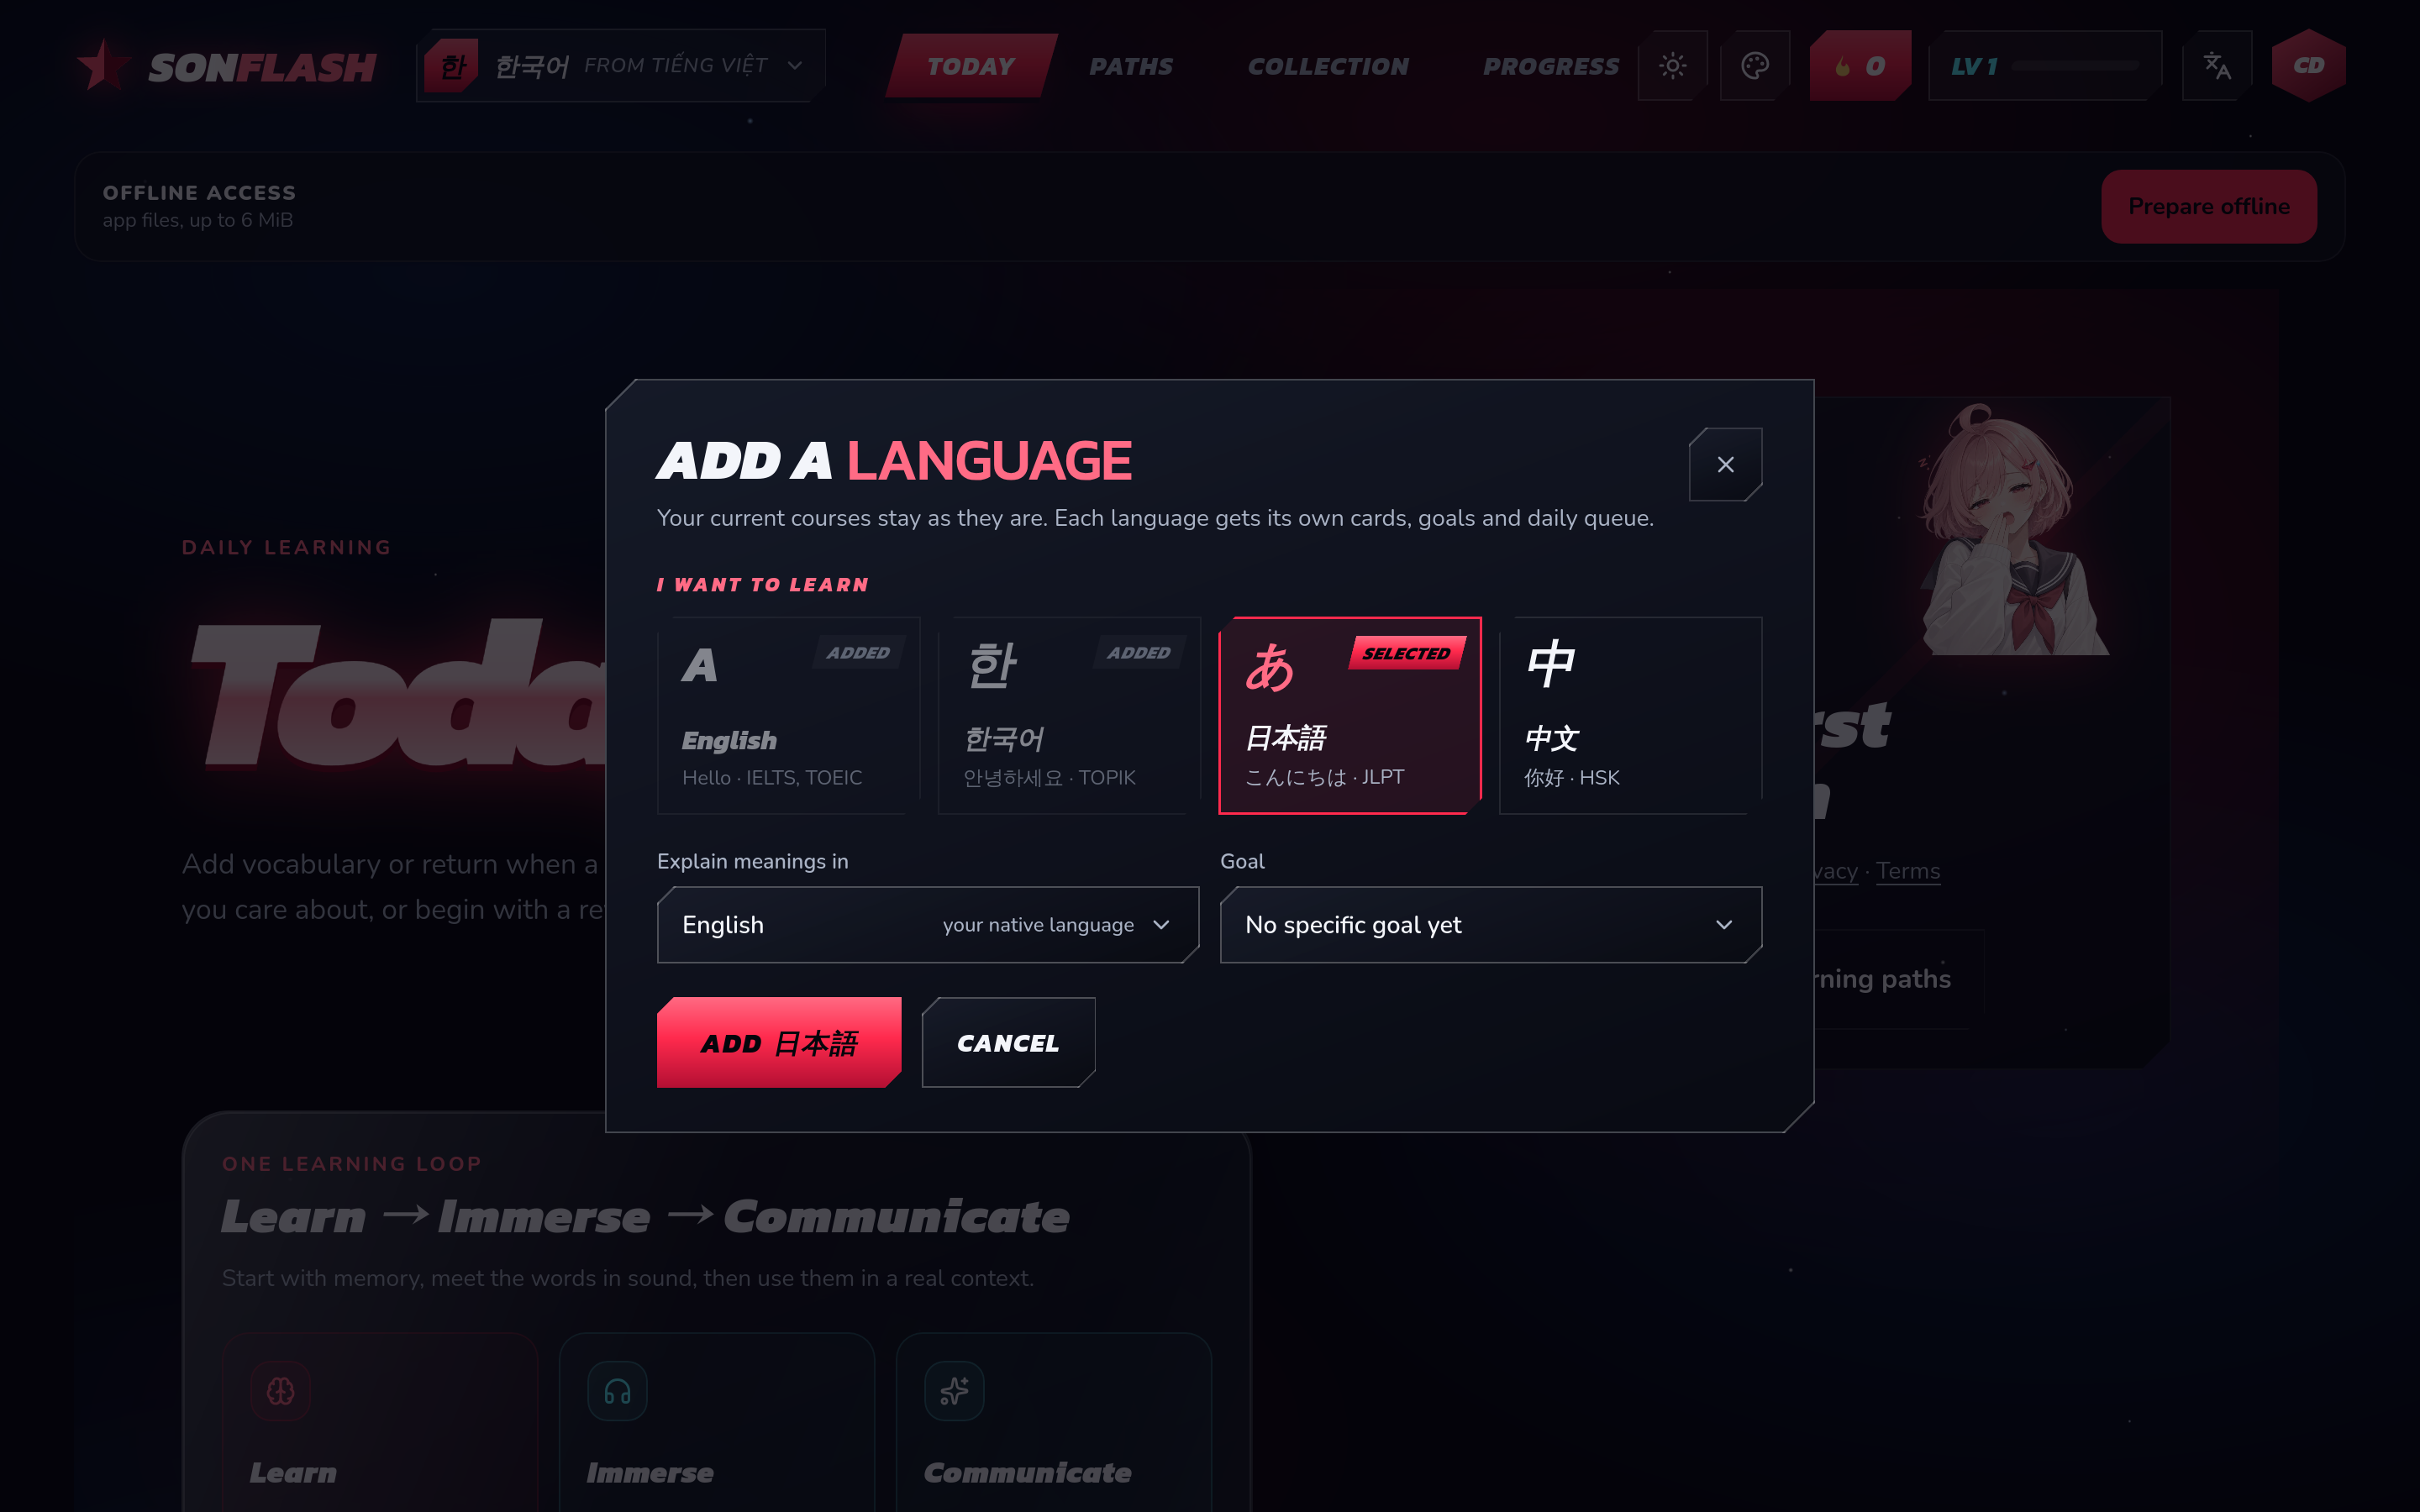 SONFLASH
한 한국어 FROM TIẾNG VIỆT
TODAY PATHS COLLECTION PROGRESS
0
LV 1
CD
OFFLINE ACCESS
app files, up to 6 MiB
Prepare offline
DAILY LEARNING
Add vocabulary or return when a
you care about, or begin with a
ADD A LANGUAGE
Your current courses stay as they are. Each language gets its own cards, goals and daily queue.
I WANT TO LEARN
A ADDED
English
Hello · IELTS, TOEIC
한 ADDED
한국어
안녕하세요 · TOPIK
あ SELECTED
日本語
こんにちは · JLPT
中
中文
你好 · HSK
Explain meanings in
English your native language
Goal
No specific goal yet
ADD 日本語
CANCEL
Terms
paths
ONE LEARNING LOOP
Learn → Immerse → Communicate
Start with memory, meet the words in sound, then use them in a real context.
Learn
Immerse
Communicate